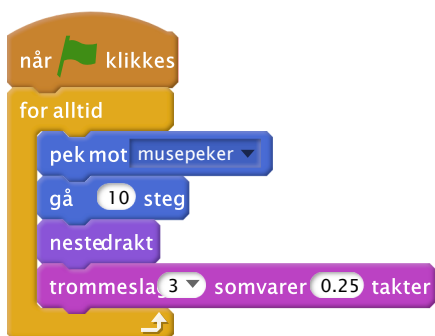 når klikkes
for alltid
pek mot musepeker
gå 10 steg
neste drakt
trommeslag 3 som varer 0.25 takter